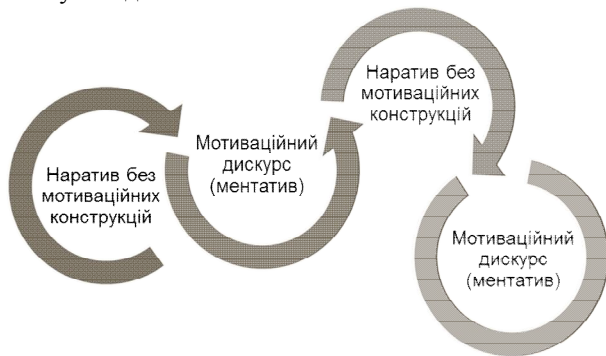 Наратив без
мотиваційних
конструкцій
Мотиваційний
дискурс
(ментатив)
Наратив без
мотиваційних
конструкцій
Мотиваційний
дискурс
(ментатив)